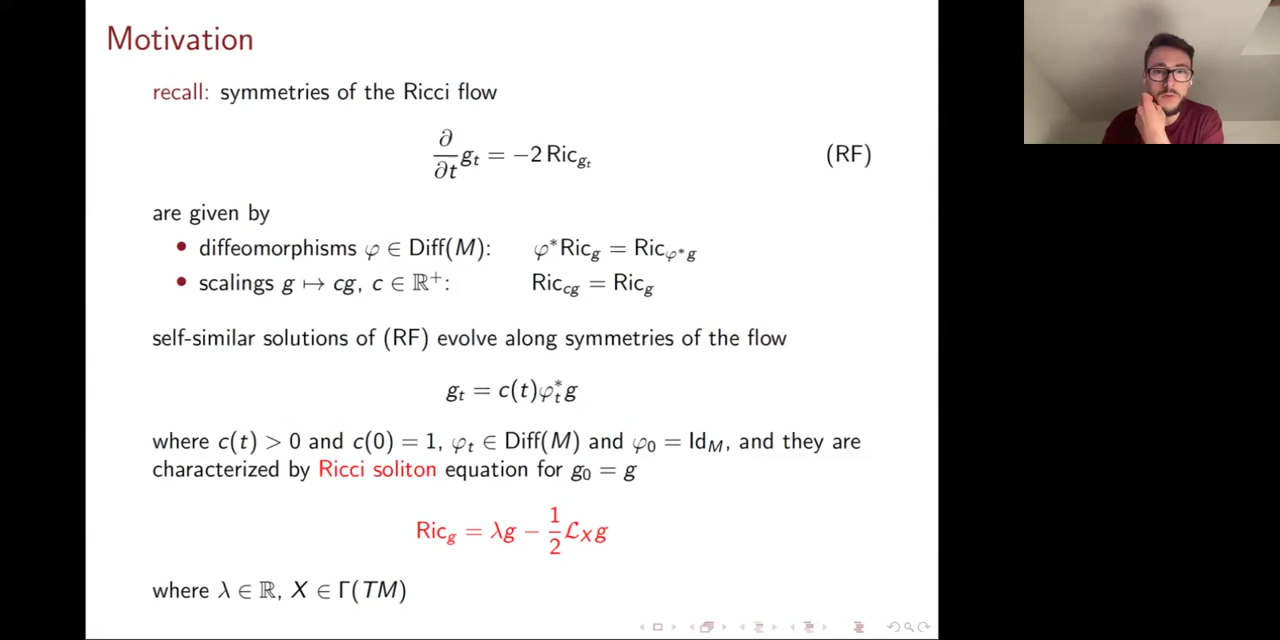 Motivation
recall: symmetries of the Ricci flow
∂/∂t g_t = −2 Ric_{g_t} (RF)
are given by
• diffeomorphisms φ ∈ Diff(M): φ*Ric_g = Ric_{φ*g}
• scalings g ↦ cg, c ∈ ℝ⁺: Ric_{cg} = Ric_g
self-similar solutions of (RF) evolve along symmetries of the flow
g_t = c(t)φ_t^*g
where c(t) > 0 and c(0) = 1, φ_t ∈ Diff(M) and φ_0 = Id_M, and they are
characterized by Ricci soliton equation for g_0 = g
Ric_g = λg − 1/2 ℒ_X g
where λ ∈ ℝ, X ∈ Γ(TM)